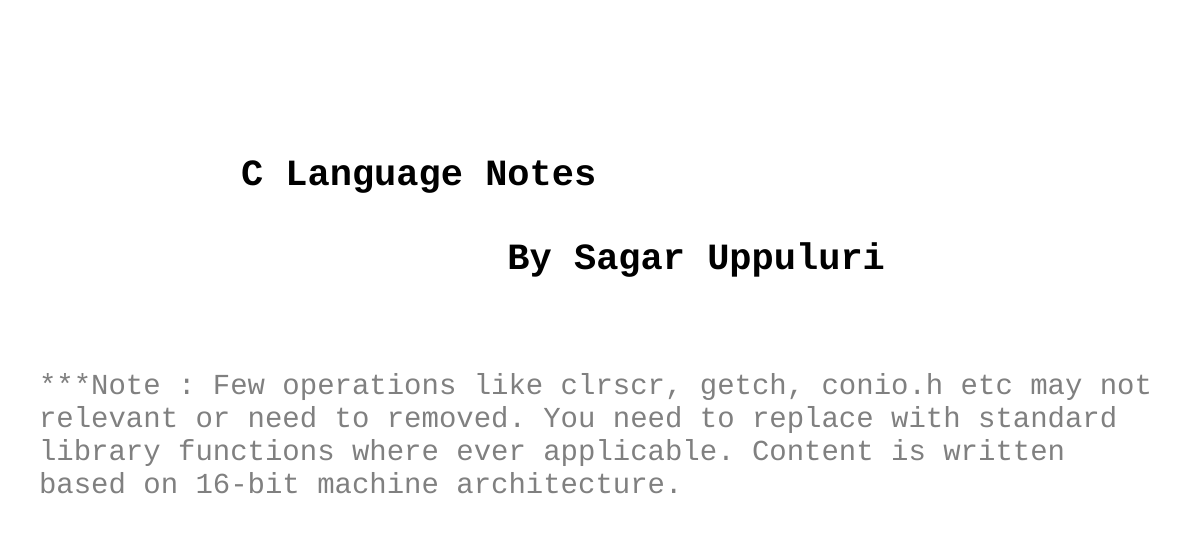 C Language Notes
By Sagar Uppuluri
***Note : Few operations like clrscr, getch, conio.h etc may not
relevant or need to removed. You need to replace with standard
library functions where ever applicable. Content is written
based on 16-bit machine architecture.